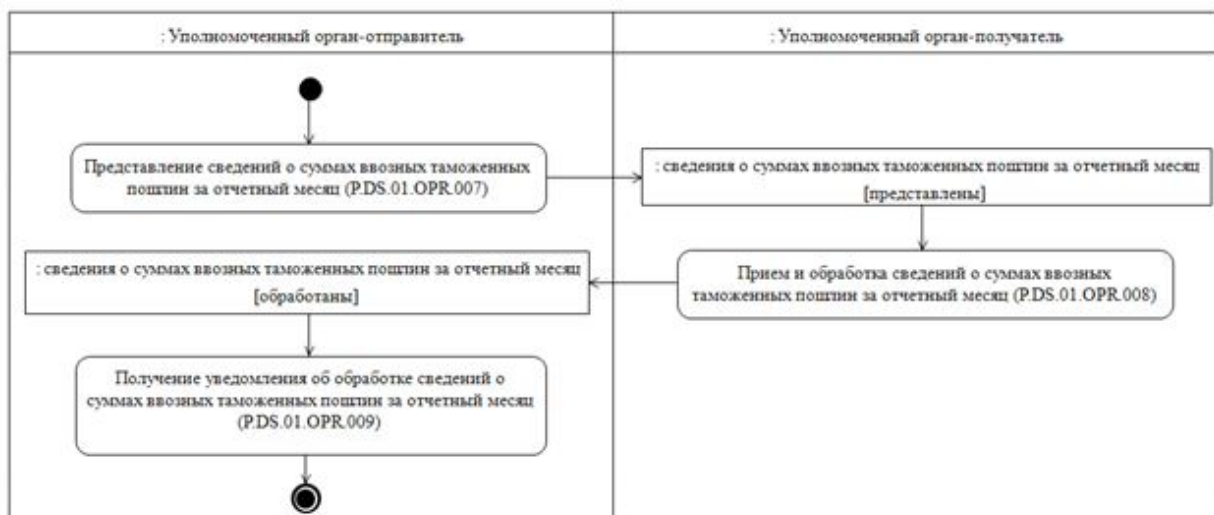 : Уполномоченный орган-отправитель
: Уполномоченный орган-получатель
Представление сведений о суммах ввозных таможенных
пошлин за отчетный месяц (P.DS.01.OPR.007)
: сведения о суммах ввозных таможенных пошлин за отчетный месяц
[представлены]
Прием и обработка сведений о суммах ввозных
таможенных пошлин за отчетный месяц (P.DS.01.OPR.008)
: сведения о суммах ввозных таможенных пошлин за отчетный месяц
[обработаны]
Получение уведомления об обработке сведений о
суммах ввозных таможенных пошлин за отчетный месяц
(P.DS.01.OPR.009)